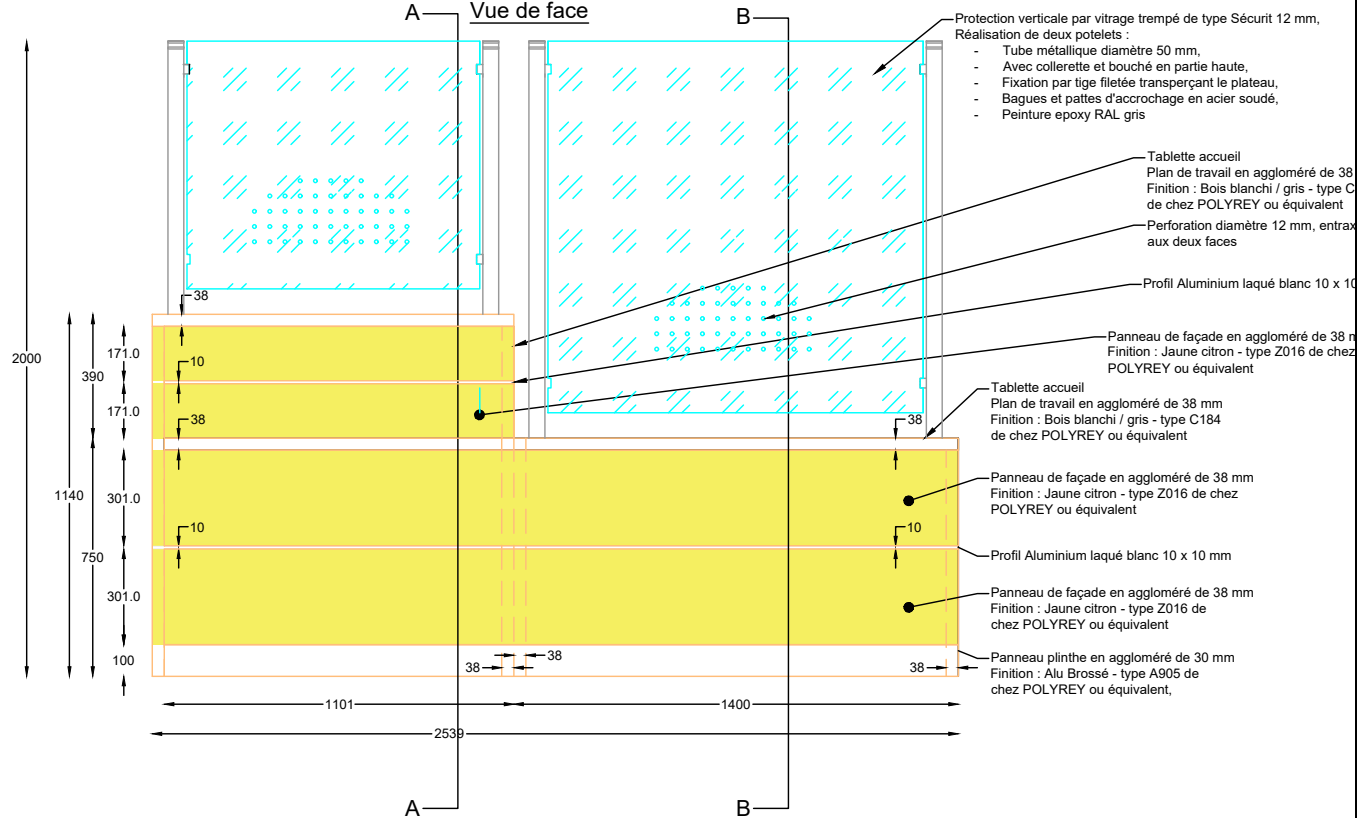 A
Vue de face
B
Protection verticale par vitrage trempé de type Sécurit 12 mm,
Réalisation de deux potelets :
- Tube métallique diamètre 50 mm,
- Avec collerette et bouché en partie haute,
- Fixation par tige filetée transperçant le plateau,
- Bagues et pattes d'accrochage en acier soudé,
- Peinture epoxy RAL gris
Tablette accueil
Plan de travail en aggloméré de 38
Finition : Bois blanchi / gris - type C
de chez POLYREY ou équivalent
Perforation diamètre 12 mm, entrax
aux deux faces
Profil Aluminium laqué blanc 10 x 10
Panneau de façade en aggloméré de 38 m
Finition : Jaune citron - type Z016 de chez
POLYREY ou équivalent
Tablette accueil
Plan de travail en aggloméré de 38 mm
Finition : Bois blanchi / gris - type C184
de chez POLYREY ou équivalent
Panneau de façade en aggloméré de 38 mm
Finition : Jaune citron - type Z016 de chez
POLYREY ou équivalent
Profil Aluminium laqué blanc 10 x 10 mm
Panneau de façade en aggloméré de 38 mm
Finition : Jaune citron - type Z016 de
chez POLYREY ou équivalent
Panneau plinthe en aggloméré de 30 mm
Finition : Alu Brossé - type A905 de
chez POLYREY ou équivalent,
2000
1140
390
750
171.0
171.0
301.0
301.0
100
38
10
38
10
38
10
38
38
38
1101
1400
2539
A
B